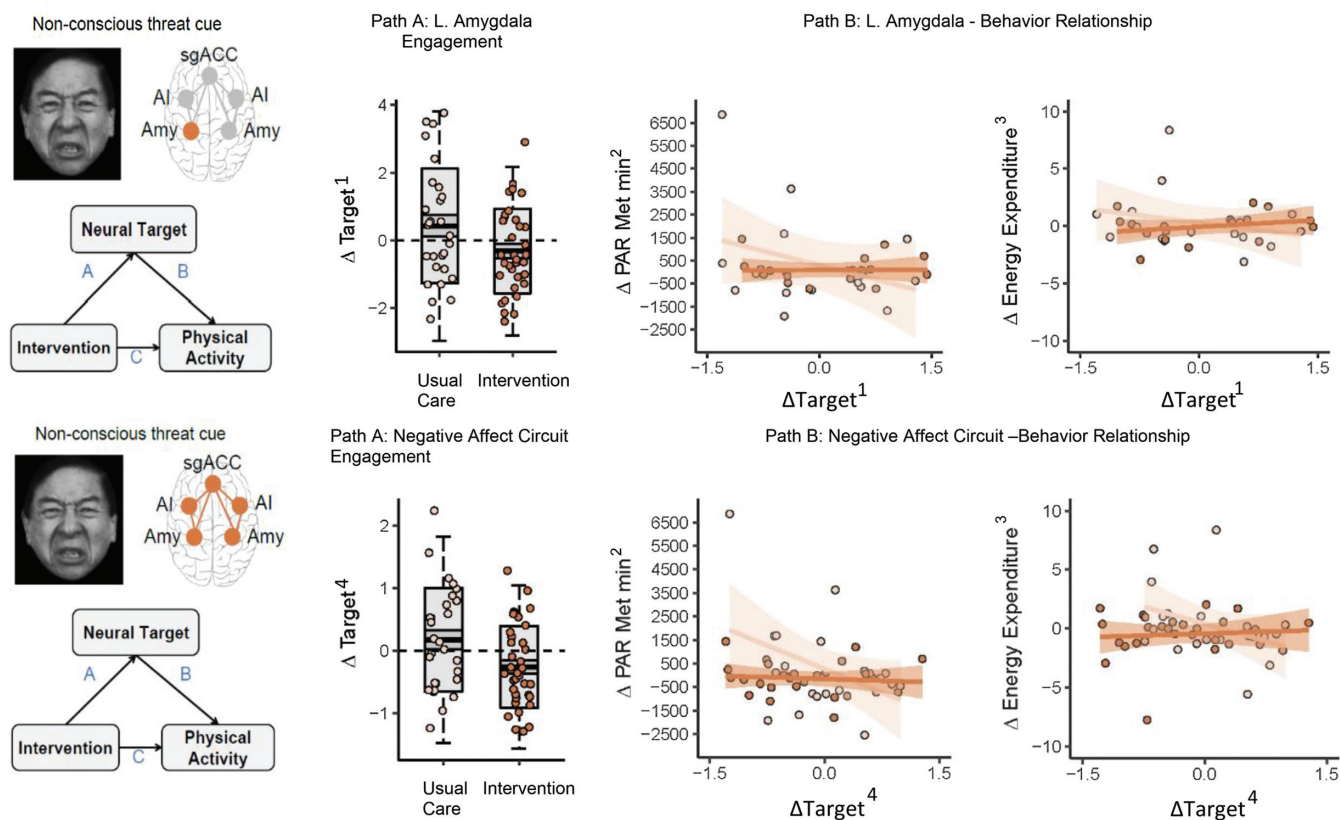 Non-conscious threat cue
sgACC
AI
AI
Amy
Amy
Neural Target
A
B
Intervention
C
Physical
Activity
Path A: L. Amygdala
Engagement
Δ Target¹
4
2
0
−2
Usual
Care
Intervention
Path B: L. Amygdala - Behavior Relationship
Δ PAR Met min²
6500
4500
3500
1500
500
−500
−1500
−2500
−1.5
0.0
1.5
ΔTarget¹
Δ Energy Expenditure³
10
5
0
−5
−10
−1.5
0.0
1.5
ΔTarget¹
Non-conscious threat cue
sgACC
AI
AI
Amy
Amy
Neural Target
A
B
Intervention
C
Physical
Activity
Path A: Negative Affect Circuit
Engagement
Δ Target⁴
2
1
0
−1
Usual
Care
Intervention
Path B: Negative Affect Circuit –Behavior Relationship
Δ PAR Met min²
6500
4500
3500
1500
500
−500
−1500
−2500
−1.5
0.0
1.5
ΔTarget⁴
Δ Energy Expenditure³
10
5
0
−5
−10
−1.5
0.0
1.5
ΔTarget⁴